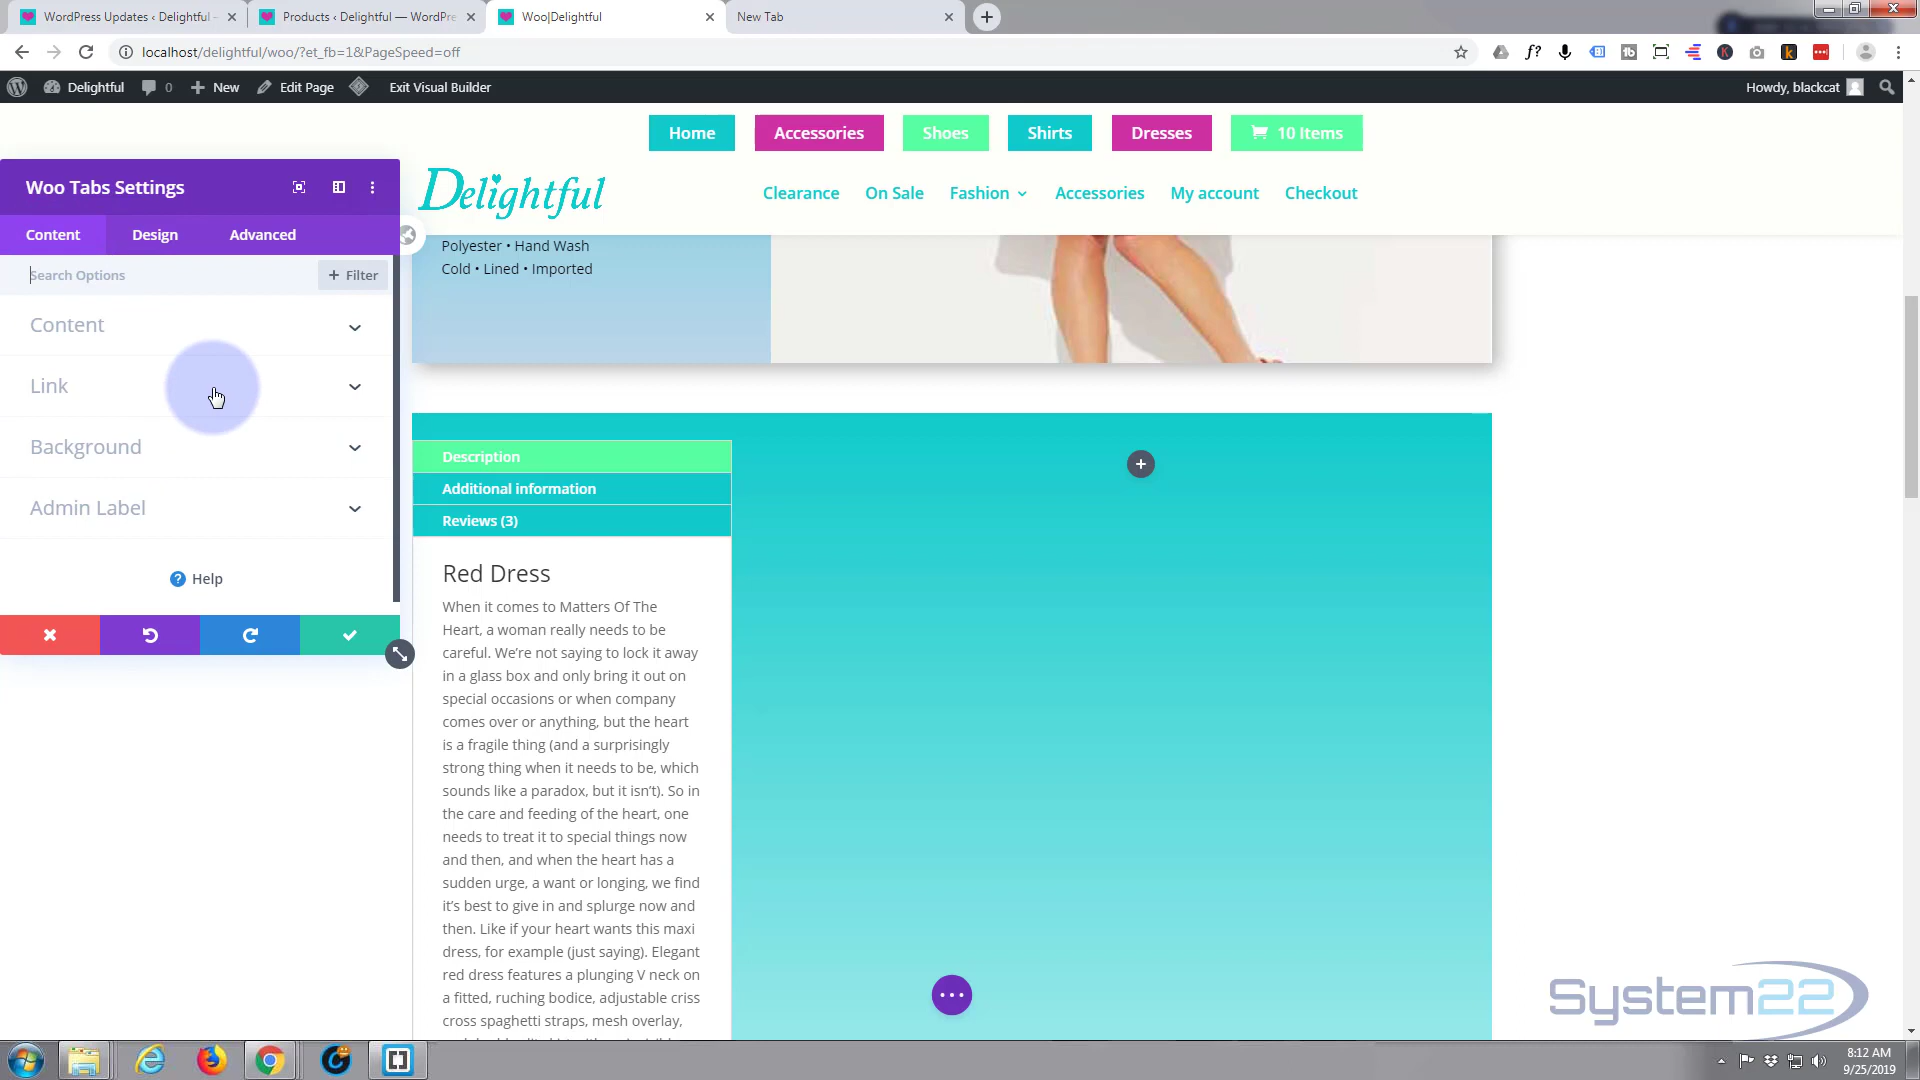 WordPress Updates ‹ Delightful –
Products ‹ Delightful — WordPre
Woo|Delightful
New Tab
localhost/delightful/woo/?et_fb=1&PageSpeed=off
Delightful
0
New
Edit Page
Exit Visual Builder
Howdy, blackcat
Home
Accessories
Shoes
Shirts
Dresses
10 Items
Delightful
Clearance
On Sale
Fashion
Accessories
My account
Checkout
Woo Tabs Settings
Content
Design
Advanced
Search Options
+ Filter
Content
Link
Background
Admin Label
Help
Polyester • Hand Wash
Cold • Lined • Imported
Description
Additional information
Reviews (3)
Red Dress
When it comes to Matters Of The
Heart, a woman really needs to be
careful. We’re not saying to lock it away
in a glass box and only bring it out on
special occasions or when company
comes over or anything, but the heart
is a fragile thing (and a surprisingly
strong thing when it needs to be, which
sounds like a paradox, but it isn’t). So in
the care and feeding of the heart, one
needs to treat it to special things now
and then, and when the heart has a
sudden urge, a want or longing, we find
it’s best to give in and splurge now and
then. Like if your heart wants this maxi
dress, for example (just saying). Elegant
red dress features a plunging V neck on
a fitted, ruching bodice, adjustable criss
cross spaghetti straps, mesh overlay,
System22
8:12 AM
9/25/2019